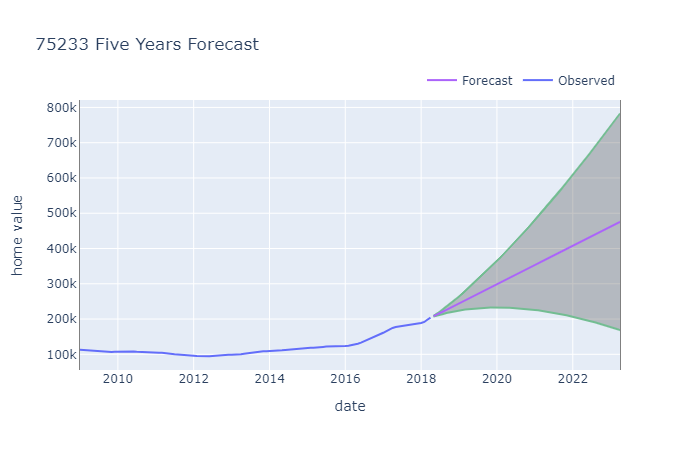 75233 Five Years Forecast
Forecast Observed
800k
700k
600k
500k
400k
300k
200k
100k
home value
2010 2012 2014 2016 2018 2020 2022
date